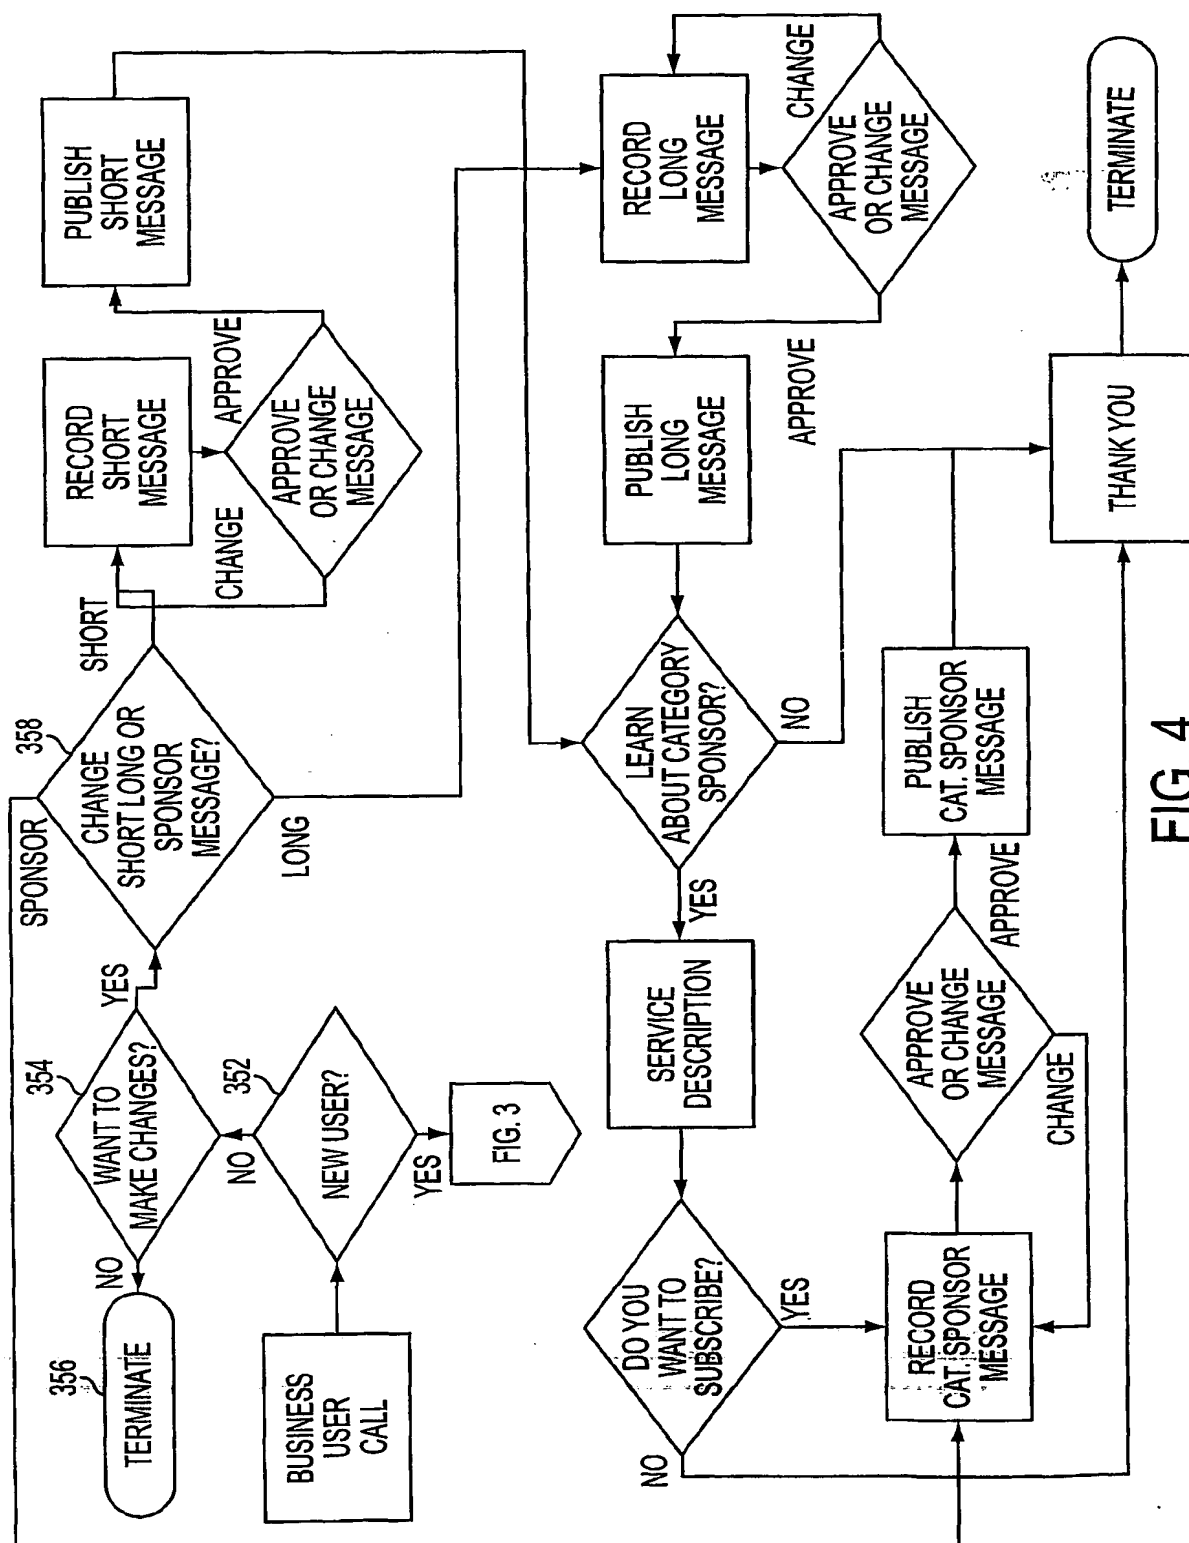 356
TERMINATE
NO
354
WANT TO
MAKE CHANGES?
YES
SPONSOR
358
CHANGE
SHORT LONG OR
SPONSOR
MESSAGE?
SHORT
LONG
RECORD
SHORT
MESSAGE
CHANGE
APPROVE
APPROVE
OR CHANGE
MESSAGE
PUBLISH
SHORT
MESSAGE
BUSINESS
USER
CALL
352
NEW USER?
NO
YES
FIG. 3
DO YOU
WANT TO
SUBSCRIBE?
NO
YES
SERVICE
DESCRIPTION
YES
LEARN
ABOUT CATEGORY
SPONSOR?
NO
PUBLISH
LONG
MESSAGE
APPROVE
RECORD
LONG
MESSAGE
CHANGE
APPROVE
OR CHANGE
MESSAGE
RECORD
CAT. SPONSOR
MESSAGE
CHANGE
APPROVE
OR CHANGE
MESSAGE
APPROVE
PUBLISH
CAT. SPONSOR
MESSAGE
THANK YOU
TERMINATE
FIG. 4